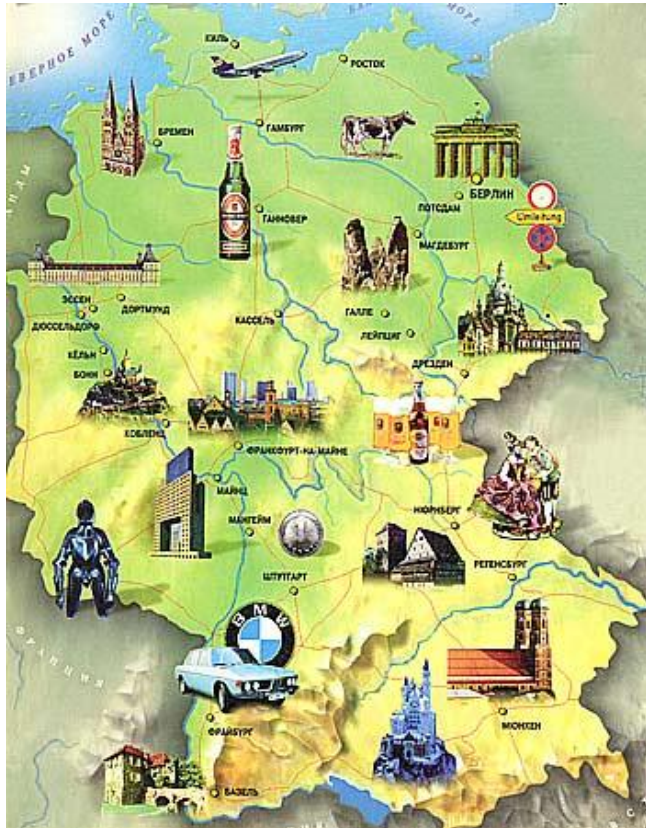 КИЛЬ
СЕВЕРНОЕ МОРЕ
РОСТОК
ГАМБУРГ
БРЕМЕН
БЕРЛИН
ПОТСДАМ
Umleitung
ГАННОВЕР
МАГДЕБУРГ
ЭССЕН
ДОРТМУНД
ДЮССЕЛЬДОРФ
КАССЕЛЬ
ГАЛЛЕ
ЛЕЙПЦИГ
КЁЛЬН
БОНН
ДРЕЗДЕН
КОБЛЕНЦ
ФРАНКФУРТ-НА-МАЙНЕ
МАЙНЦ
МАНГЕЙМ
НЮРНБЕРГ
РЕГЕНСБУРГ
ШТУТГАРТ
BMW
ФРАНЦИЯ
ФРАЙБУРГ
МЮНХЕН
БАЗЕЛЬ